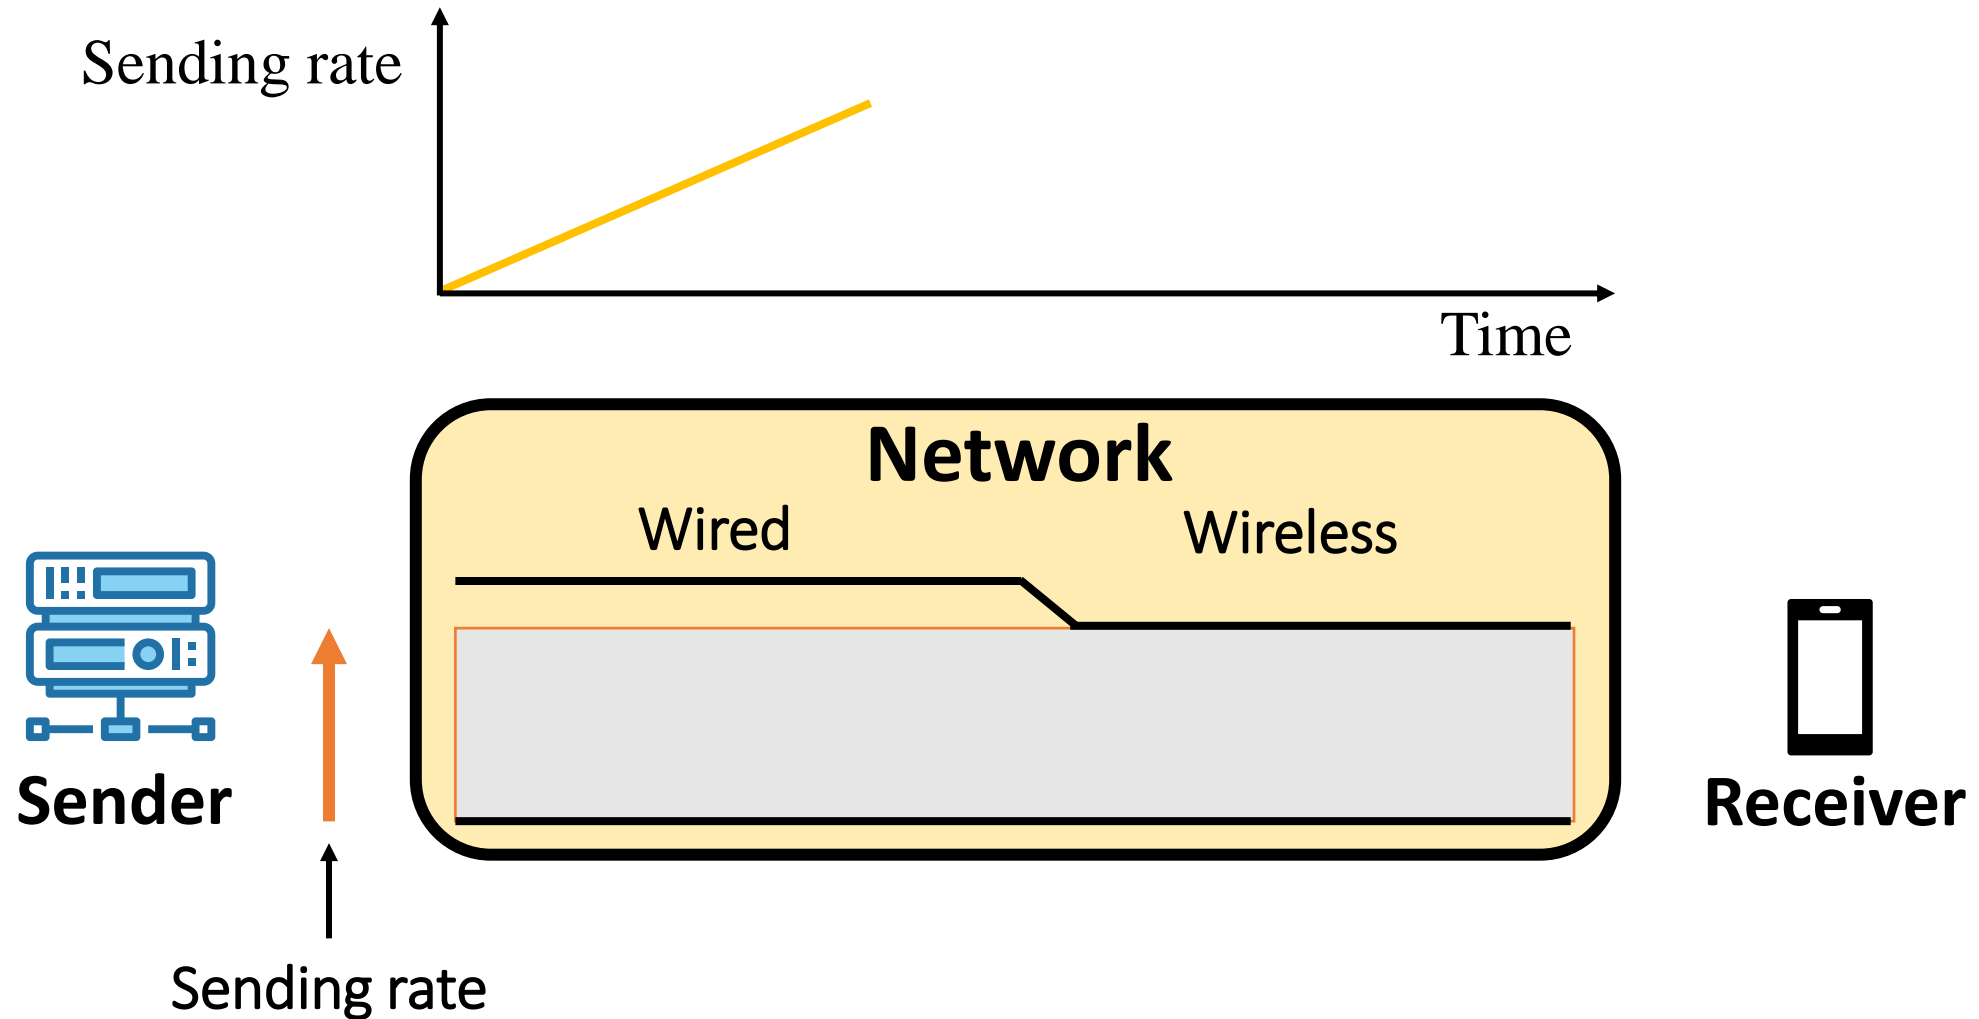 Sending rate
Time
Network
Wired
Wireless
Sender
Receiver
Sending rate